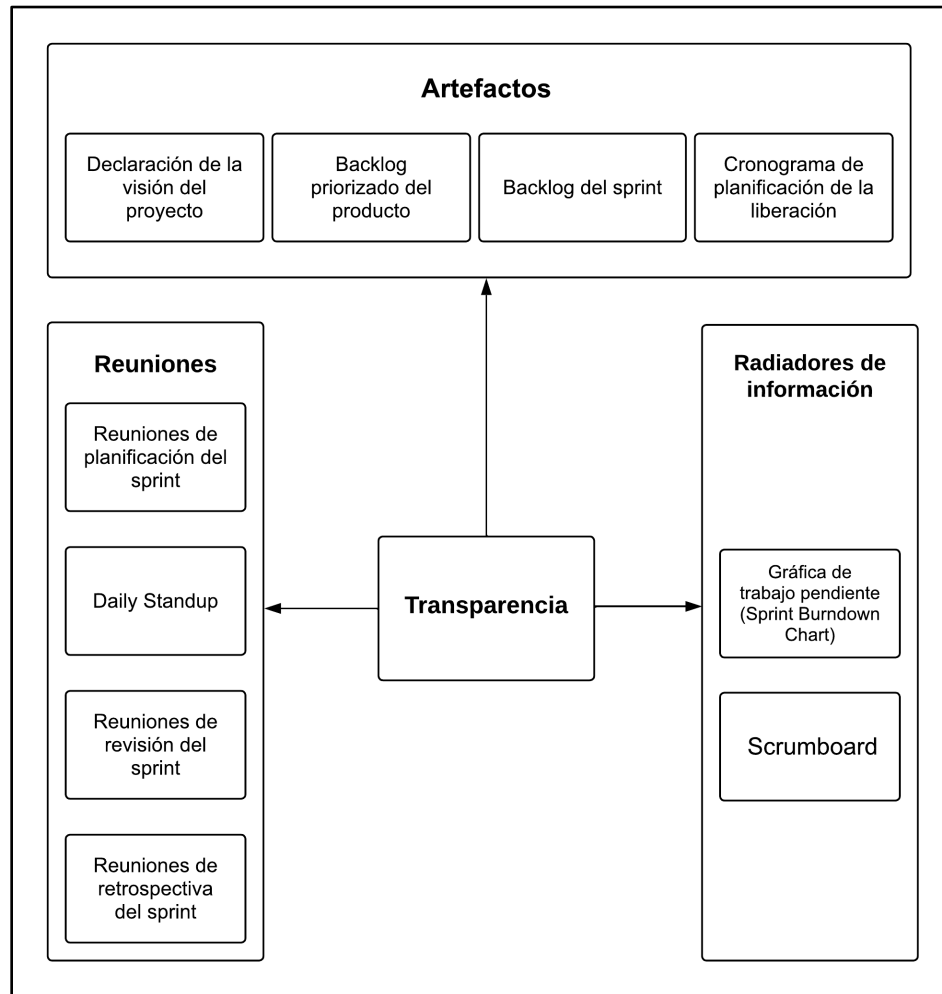 Artefactos
Declaración de la
visión del
proyecto
Backlog
priorizado del
producto
Backlog del sprint
Cronograma de
planificación de la
liberación
Reuniones
Reuniones de
planificación del
sprint
Daily Standup
Reuniones de
revisión del
sprint
Reuniones de
retrospectiva
del sprint
Transparencia
Radiadores de
información
Gráfica de
trabajo pendiente
(Sprint Burndown
Chart)
Scrumboard